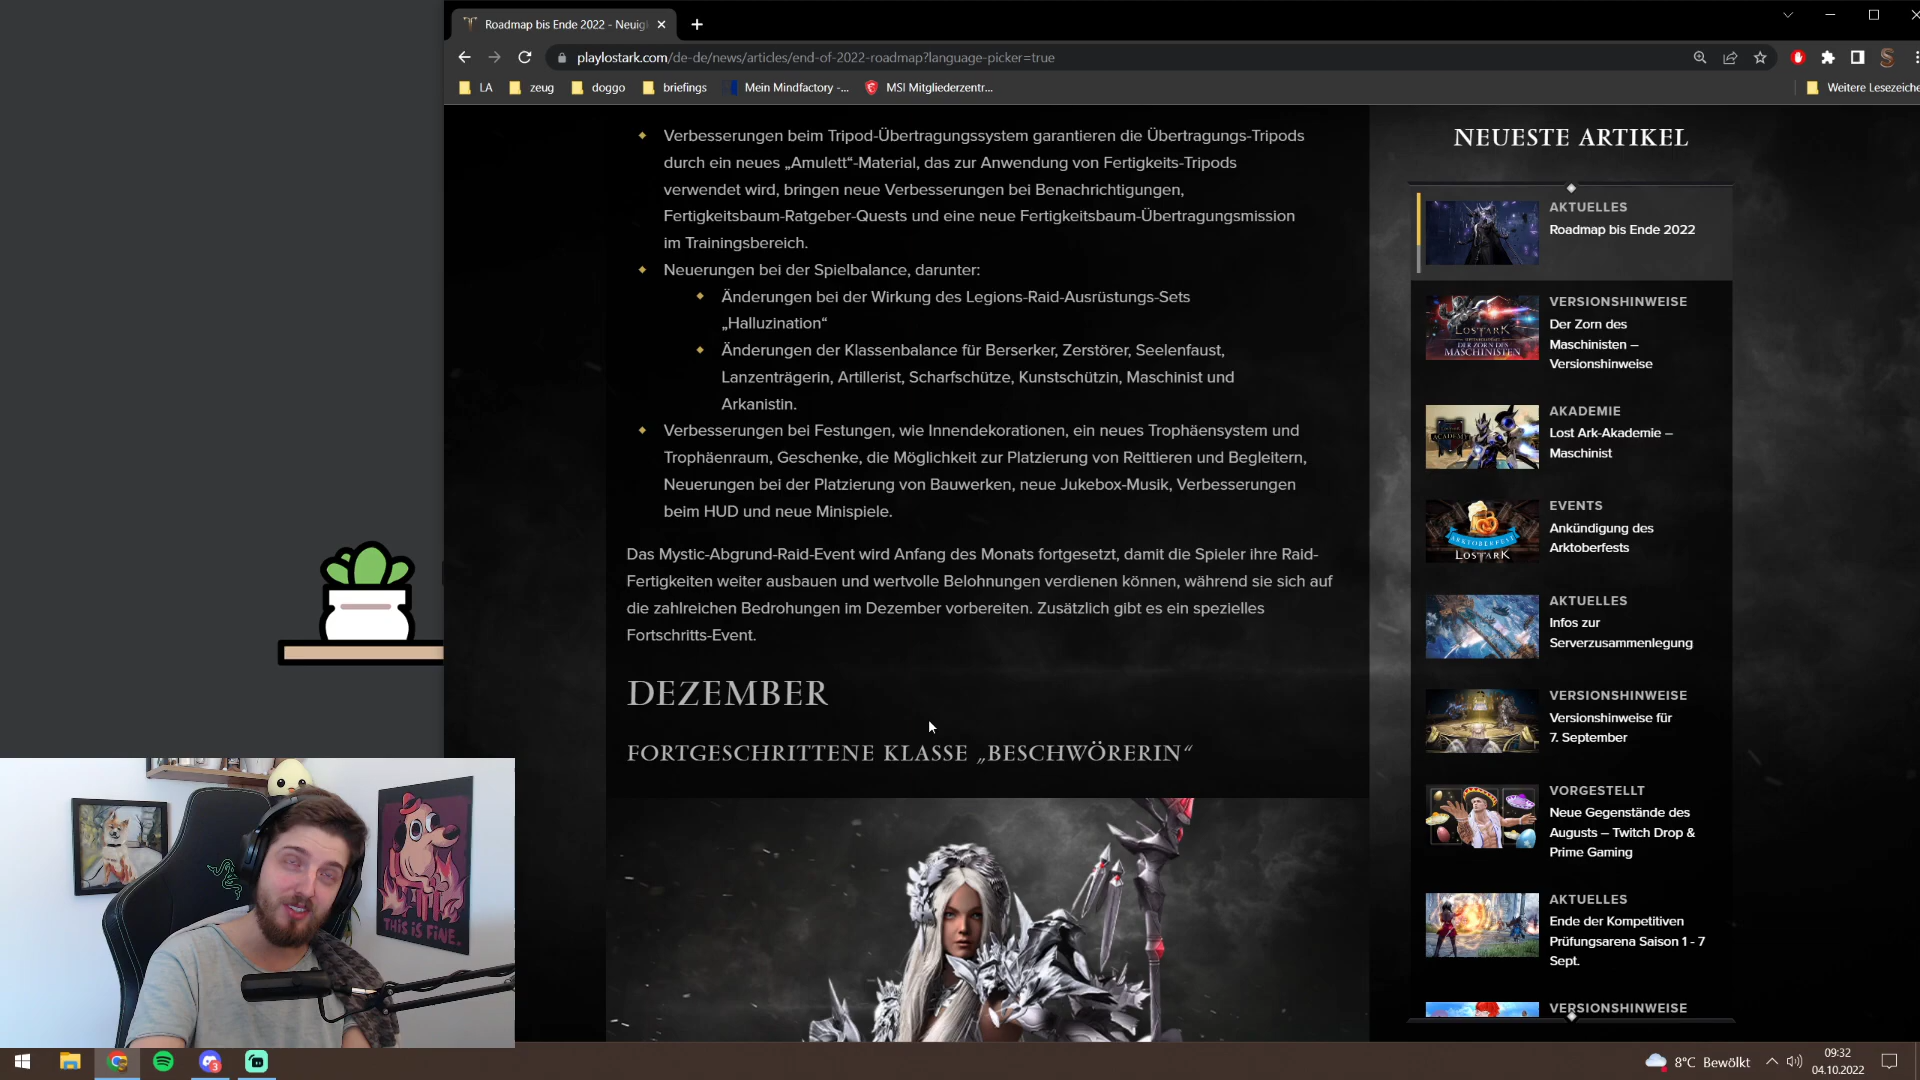 Roadmap bis Ende 2022 - Neuig
playlostark.com/de-de/news/articles/end-of-2022-roadmap?language-picker=true
LA
zeug
doggo
briefings
Mein Mindfactory -...
MSI Mitgliederzentr...
Weitere Lesezeiche
Verbesserungen beim Tripod-Übertragungssystem garantieren die Übertragungs-Tripods
durch ein neues „Amulett“-Material, das zur Anwendung von Fertigkeits-Tripods
verwendet wird, bringen neue Verbesserungen bei Benachrichtigungen,
Fertigkeitsbaum-Ratgeber-Quests und eine neue Fertigkeitsbaum-Übertragungsmission
im Trainingsbereich.
Neuerungen bei der Spielbalance, darunter:
Änderungen bei der Wirkung des Legions-Raid-Ausrüstungs-Sets
„Halluzination“
Änderungen der Klassenbalance für Berserker, Zerstörer, Seelenfaust,
Lanzenträgerin, Artillerist, Scharfschütze, Kunstschützin, Maschinist und
Arkanistin.
Verbesserungen bei Festungen, wie Innendekorationen, ein neues Trophäensystem und
Trophäenraum, Geschenke, die Möglichkeit zur Platzierung von Reittieren und Begleitern,
Neuerungen bei der Platzierung von Bauwerken, neue Jukebox-Musik, Verbesserungen
beim HUD und neue Minispiele.
Das Mystic-Abgrund-Raid-Event wird Anfang des Monats fortgesetzt, damit die Spieler ihre Raid-
Fertigkeiten weiter ausbauen und wertvolle Belohnungen verdienen können, während sie sich auf
die zahlreichen Bedrohungen im Dezember vorbereiten. Zusätzlich gibt es ein spezielles
Fortschritts-Event.
DEZEMBER
FORTGESCHRITTENE KLASSE „BESCHWÖRERIN“
NEUESTE ARTIKEL
AKTUELLES
Roadmap bis Ende 2022
VERSIONSHINWEISE
Der Zorn des
Maschinisten –
Versionshinweise
LOSTARK
DER ZORN DES
MASCHINISTEN
AKADEMIE
Lost Ark-Akademie –
Maschinist
ACADEMY
EVENTS
Ankündigung des
Arktoberfests
ARKTOBERFEST
LOSTARK
AKTUELLES
Infos zur
Serverzusammenlegung
VERSIONSHINWEISE
Versionshinweise für
7. September
VORGESTELLT
Neue Gegenstände des
Augusts – Twitch Drop &
Prime Gaming
AKTUELLES
Ende der Kompetitiven
Prüfungsarena Saison 1 - 7
Sept.
VERSIONSHINWEISE
THIS IS FINE.
3
8°C Bewölkt
09:32
04.10.2022